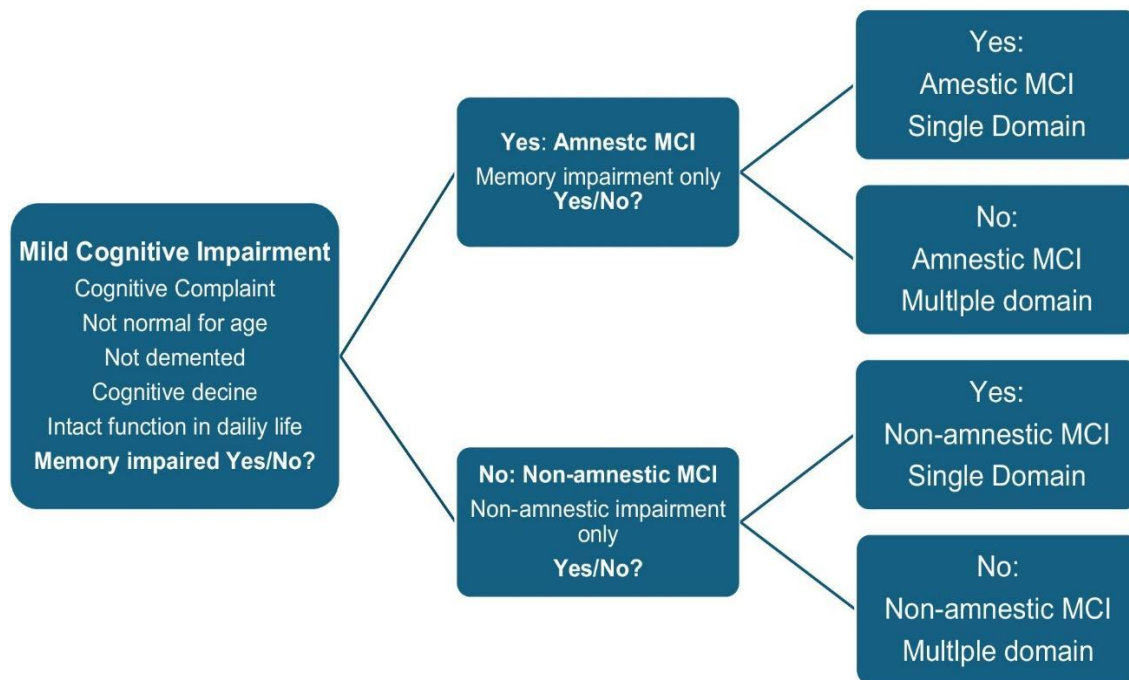 Mild Cognitive Impairment
Cognitive Complaint
Not normal for age
Not demented
Cognitive decine
Intact function in dailiy life
Memory impaired Yes/No?
Yes: Amnestc MCI
Memory impairment only
Yes/No?
No: Non-amnestic MCI
Non-amnestic impairment
only
Yes/No?
Yes:
Amestic MCI
Single Domain
No:
Amnestic MCI
Multlple domain
Yes:
Non-amnestic MCI
Single Domain
No:
Non-amnestic MCI
Multlple domain